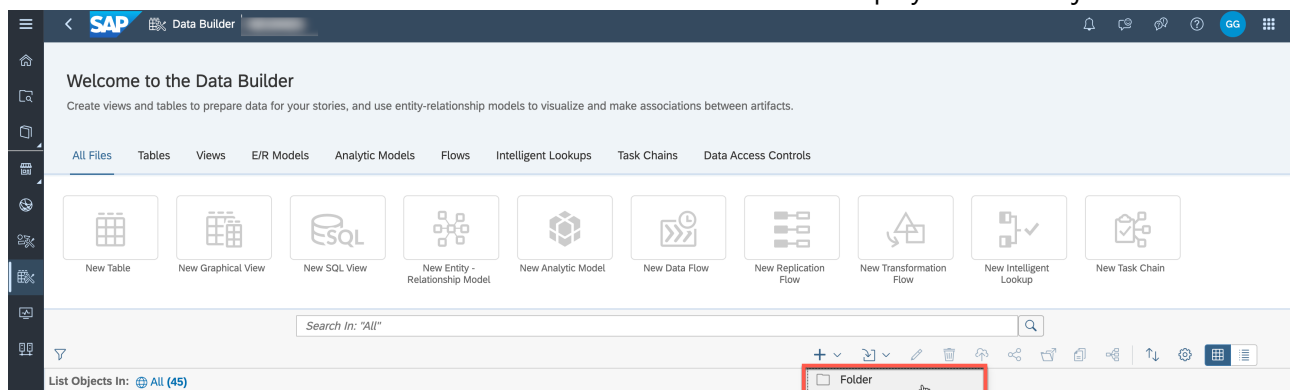 SAP Data Builder
GG
Welcome to the Data Builder
Create views and tables to prepare data for your stories, and use entity-relationship models to visualize and make associations between artifacts.
All Files Tables Views E/R Models Analytic Models Flows Intelligent Lookups Task Chains Data Access Controls
SQL
New Table New Graphical View New SQL View New Entity - New Analytic Model New Data Flow New Replication New Transformation New Intelligent New Task Chain
Relationship Model Flow Flow Lookup
Search In: "All"
List Objects In: All (45) Folder